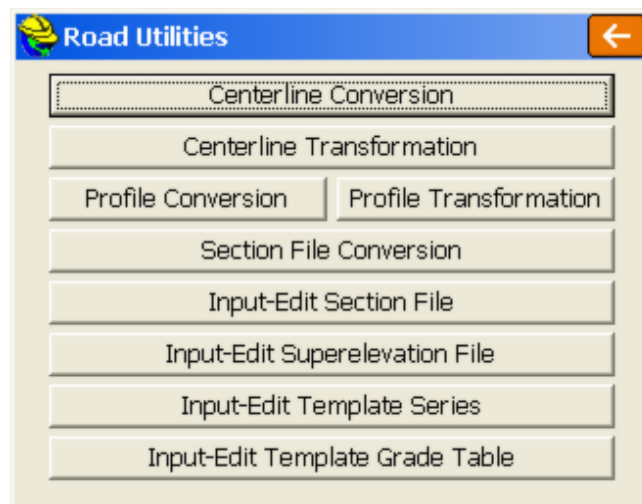 Road Utilities
Centerline Conversion
Centerline Transformation
Profile Conversion Profile Transformation
Section File Conversion
Input-Edit Section File
Input-Edit Superelevation File
Input-Edit Template Series
Input-Edit Template Grade Table